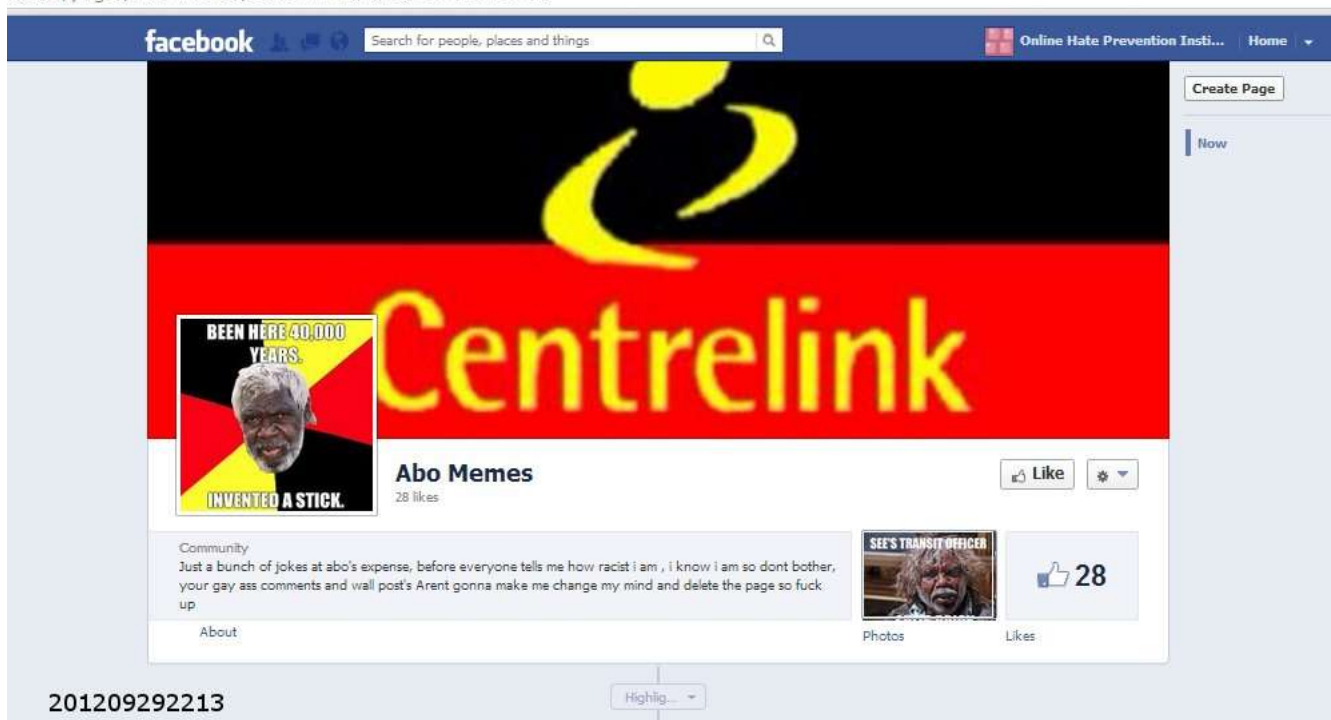 facebook
Search for people, places and things
Online Hate Prevention Insti...
Home
Create Page
Now
Centrelink
BEEN HERE 40,000
YEARS.
INVENTED A STICK.
Abo Memes
28 likes
Like
Community
Just a bunch of jokes at abo's expense, before everyone tells me how racist i am , i know i am so dont bother,
your gay ass comments and wall post's Arent gonna make me change my mind and delete the page so fuck
up
About
SEE'S TRANSIT OFFICER
Photos
28
Likes
Highlig...
201209292213